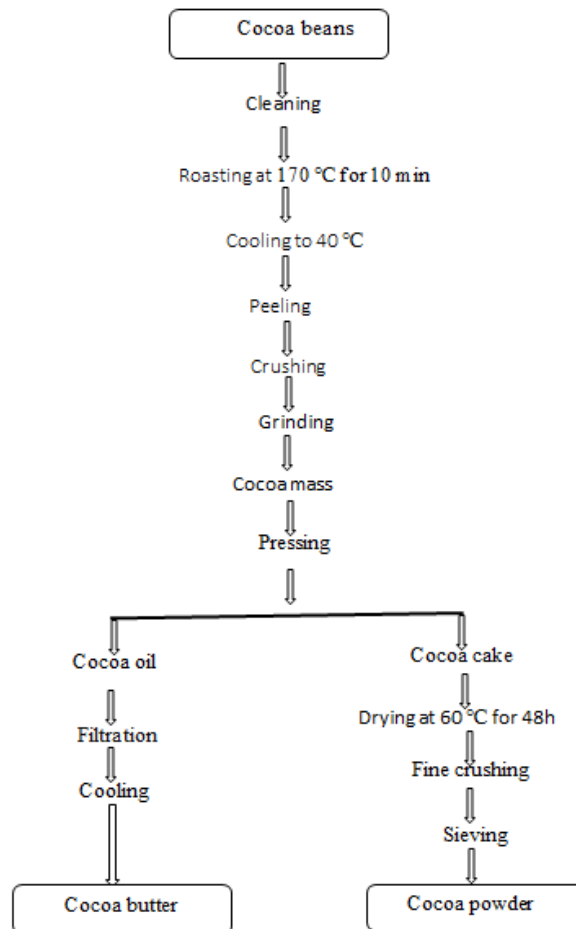 Cocoa beans
Cleaning
Roasting at 170 °C for 10 min
Cooling to 40 °C
Peeling
Crushing
Grinding
Cocoa mass
Pressing
Cocoa oil
Cocoa cake
Drying at 60 °C for 48h
Filtration
Fine crushing
Cooling
Sieving
Cocoa butter
Cocoa powder